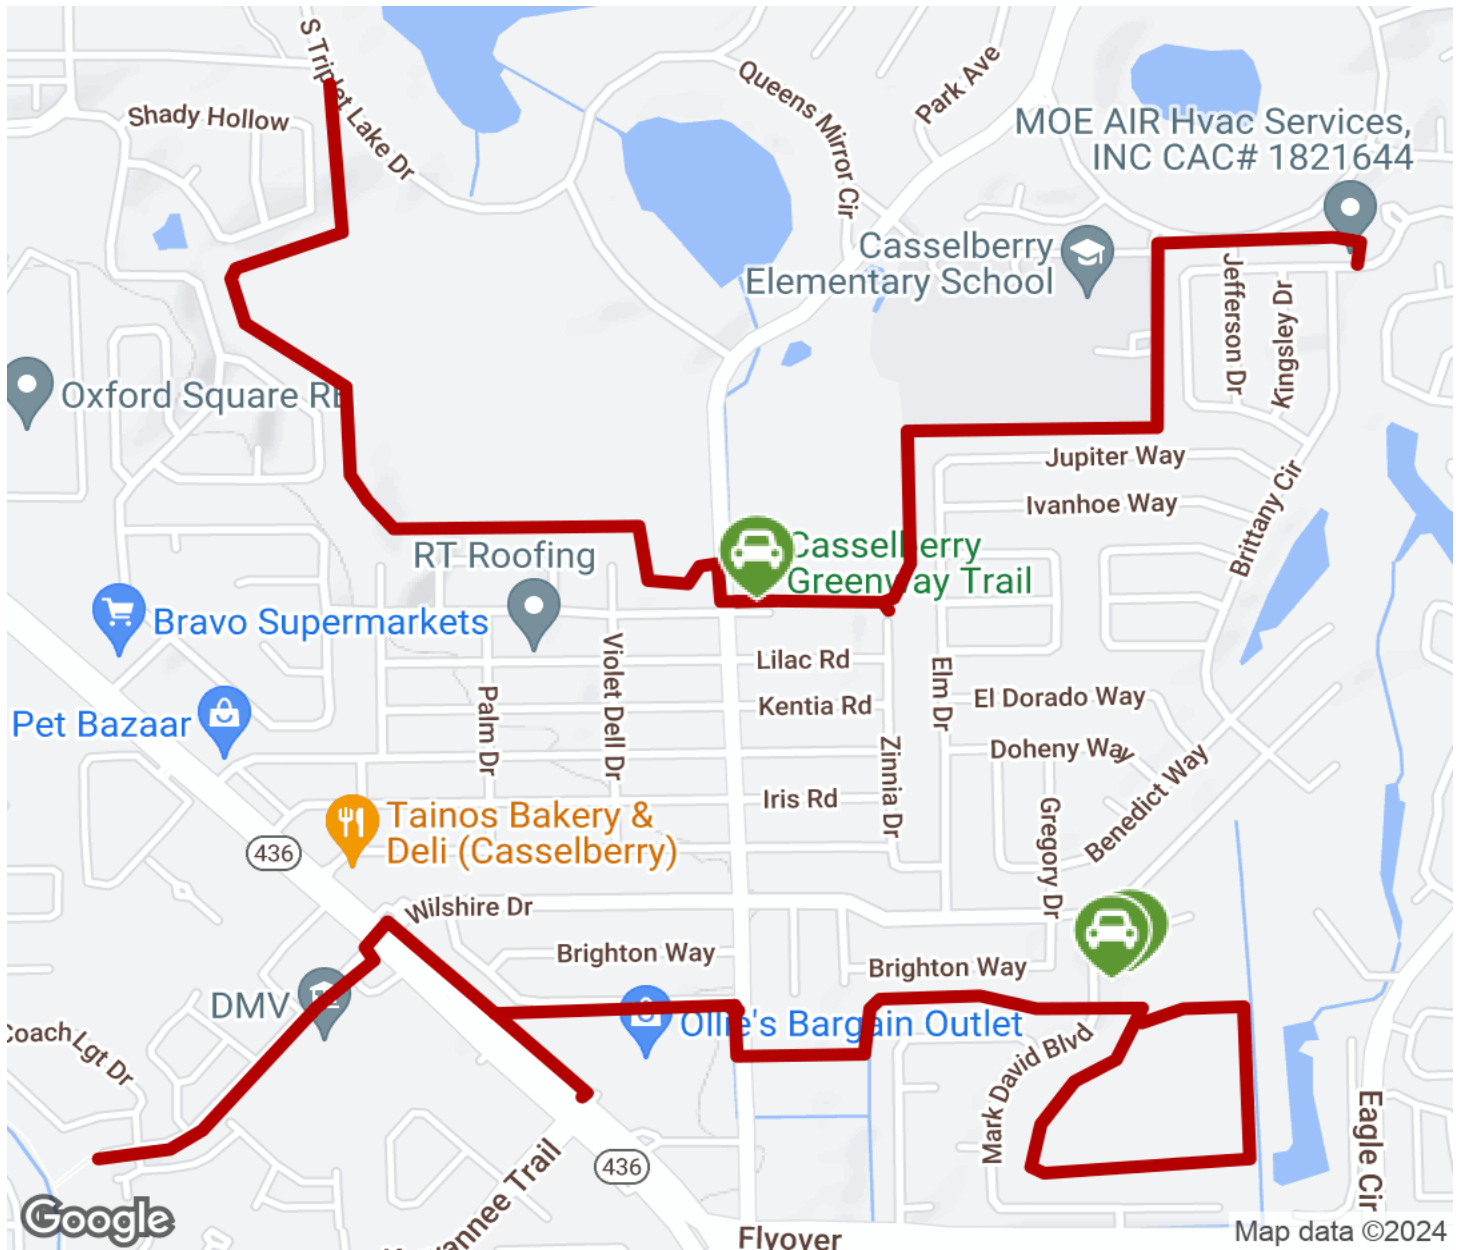 S Triplet Lake Dr
Shady Hollow
Queens Mirror Cir
Park Ave
MOE AIR Hvac Services,
INC CAC# 1821644
Casselberry
Elementary School
Jefferson Dr
Kingsley Dr
Oxford Square RE
Jupiter Way
Ivanhoe Way
Brittany Cir
RT Roofing
Casselberry
Greenway Trail
Bravo Supermarkets
Lilac Rd
Violet Dell Dr
Elm Dr
Palm Dr
Kentia Rd
El Dorado Way
Pet Bazaar
Zinnia Dr
Doheny Way
Benedict Way
Iris Rd
Gregory Dr
Tainos Bakery &
Deli (Casselberry)
436
Wilshire Dr
Brighton Way
Brighton Way
DMV
Ollie's Bargain Outlet
Coach Lgt Dr
Mark David Blvd
Eagle Cir
436
Flyover
Google
Map data ©2024